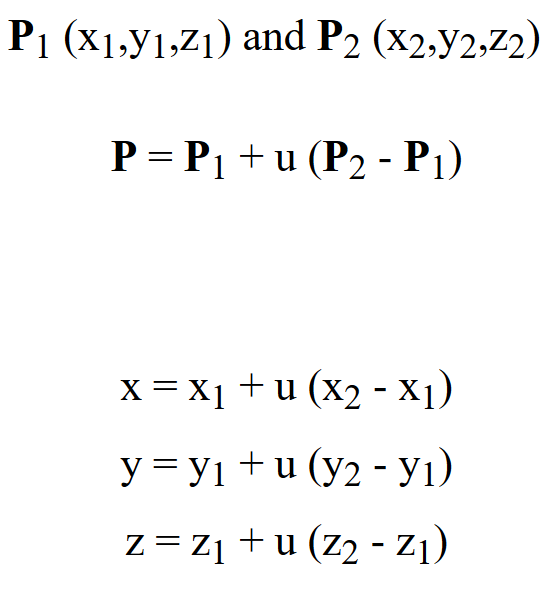 P1 (x1,y1,z1) and P2 (x2,y2,z2)
P = P1 + u (P2 - P1)
x = x1 + u (x2 - x1)
y = y1 + u (y2 - y1)
z = z1 + u (z2 - z1)